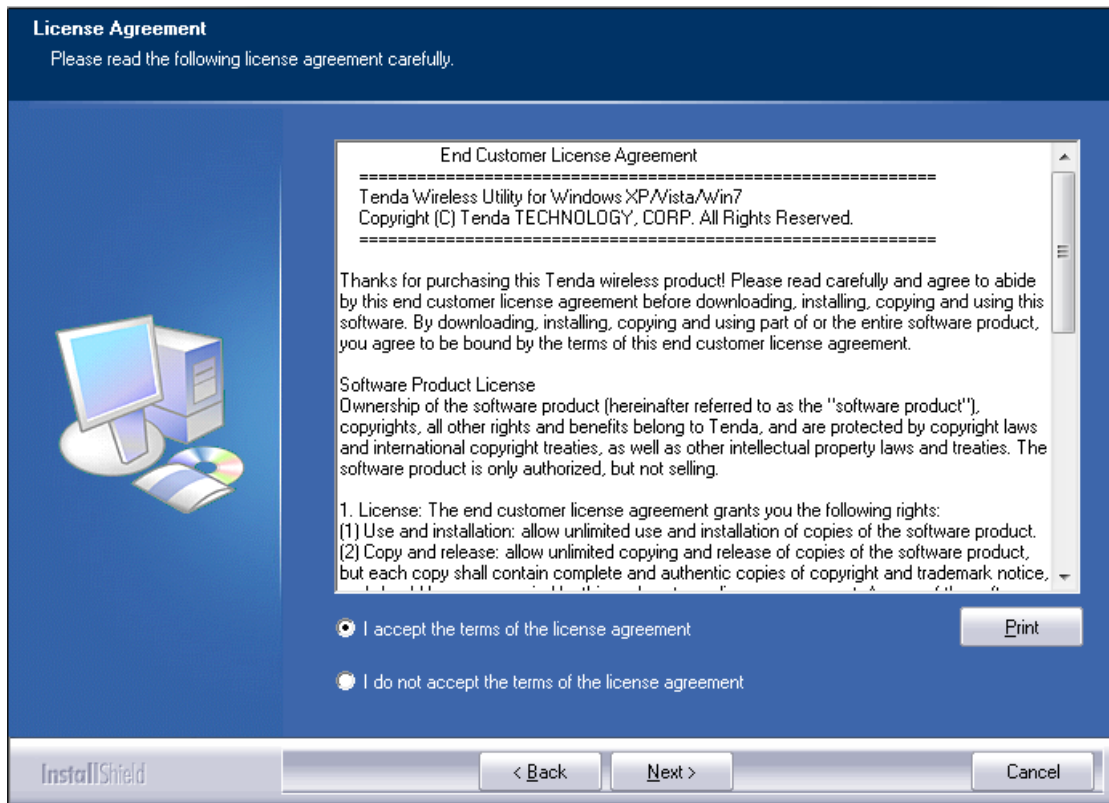 License Agreement
Please read the following license agreement carefully.
End Customer License Agreement
============================================================
Tenda Wireless Utility for Windows XP/Vista/Win7
Copyright (C) Tenda TECHNOLOGY, CORP. All Rights Reserved.
============================================================
Thanks for purchasing this Tenda wireless product! Please read carefully and agree to abide
by this end customer license agreement before downloading, installing, copying and using this
software. By downloading, installing, copying and using part of or the entire software product,
you agree to be bound by the terms of this end customer license agreement.
Software Product License
Ownership of the software product (hereinafter referred to as the "software product"),
copyrights, all other rights and benefits belong to Tenda, and are protected by copyright laws
and international copyright treaties, as well as other intellectual property laws and treaties. The
software product is only authorized, but not selling.
1. License: The end customer license agreement grants you the following rights:
(1) Use and installation: allow unlimited use and installation of copies of the software product.
(2) Copy and release: allow unlimited copying and release of copies of the software product,
but each copy shall contain complete and authentic copies of copyright and trademark notice,
I accept the terms of the license agreement
Print
I do not accept the terms of the license agreement
InstallShield
< Back
Next >
Cancel